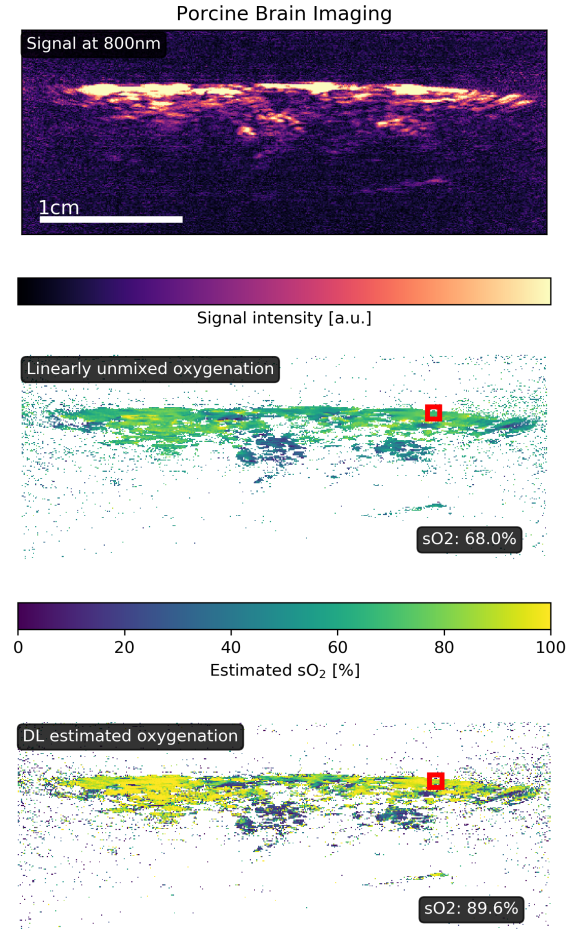 Porcine Brain Imaging
Signal at 800nm
1cm
Signal intensity [a.u.]
Linearly unmixed oxygenation
sO2: 68.0%
0 20 40 60 80 100
Estimated sO₂ [%]
DL estimated oxygenation
sO2: 89.6%